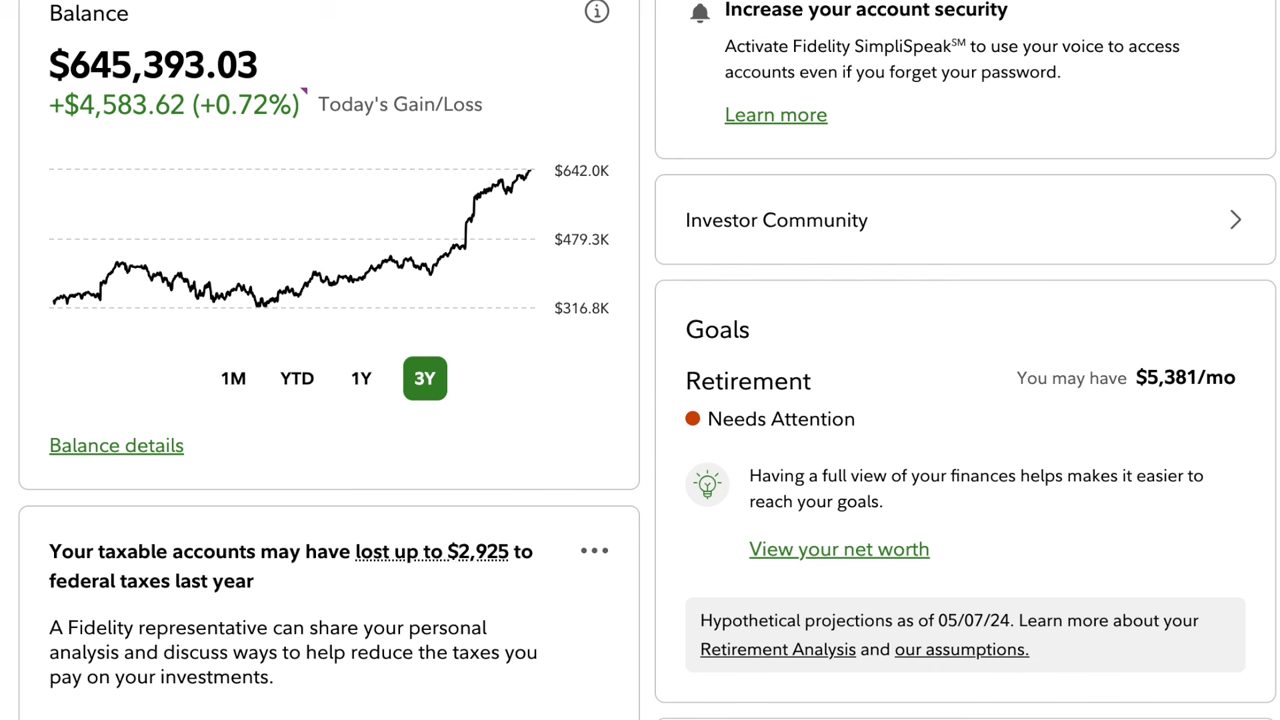 Balance
$645,393.03
+$4,583.62 (+0.72%) Today's Gain/Loss
$642.0K
$479.3K
$316.8K
1M YTD 1Y 3Y
Balance details
Your taxable accounts may have lost up to $2,925 to
federal taxes last year
A Fidelity representative can share your personal
analysis and discuss ways to help reduce the taxes you
pay on your investments.
Increase your account security
Activate Fidelity SimpliSpeak℠ to use your voice to access
accounts even if you forget your password.
Learn more
Investor Community
Goals
Retirement
You may have $5,381/mo
Needs Attention
Having a full view of your finances helps makes it easier to
reach your goals.
View your net worth
Hypothetical projections as of 05/07/24. Learn more about your
Retirement Analysis and our assumptions.